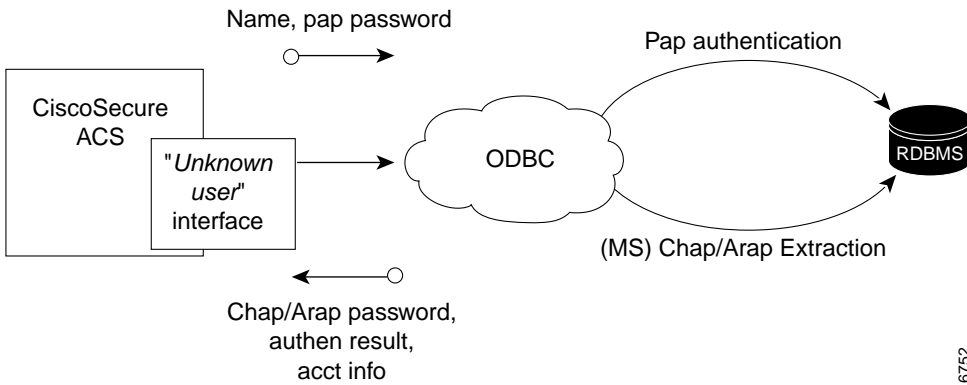 Name, pap password
Pap authentication
CiscoSecure
ACS
"Unknown
user"
interface
ODBC
RDBMS
(MS) Chap/Arap Extraction
Chap/Arap password,
authen result,
acct info
6752